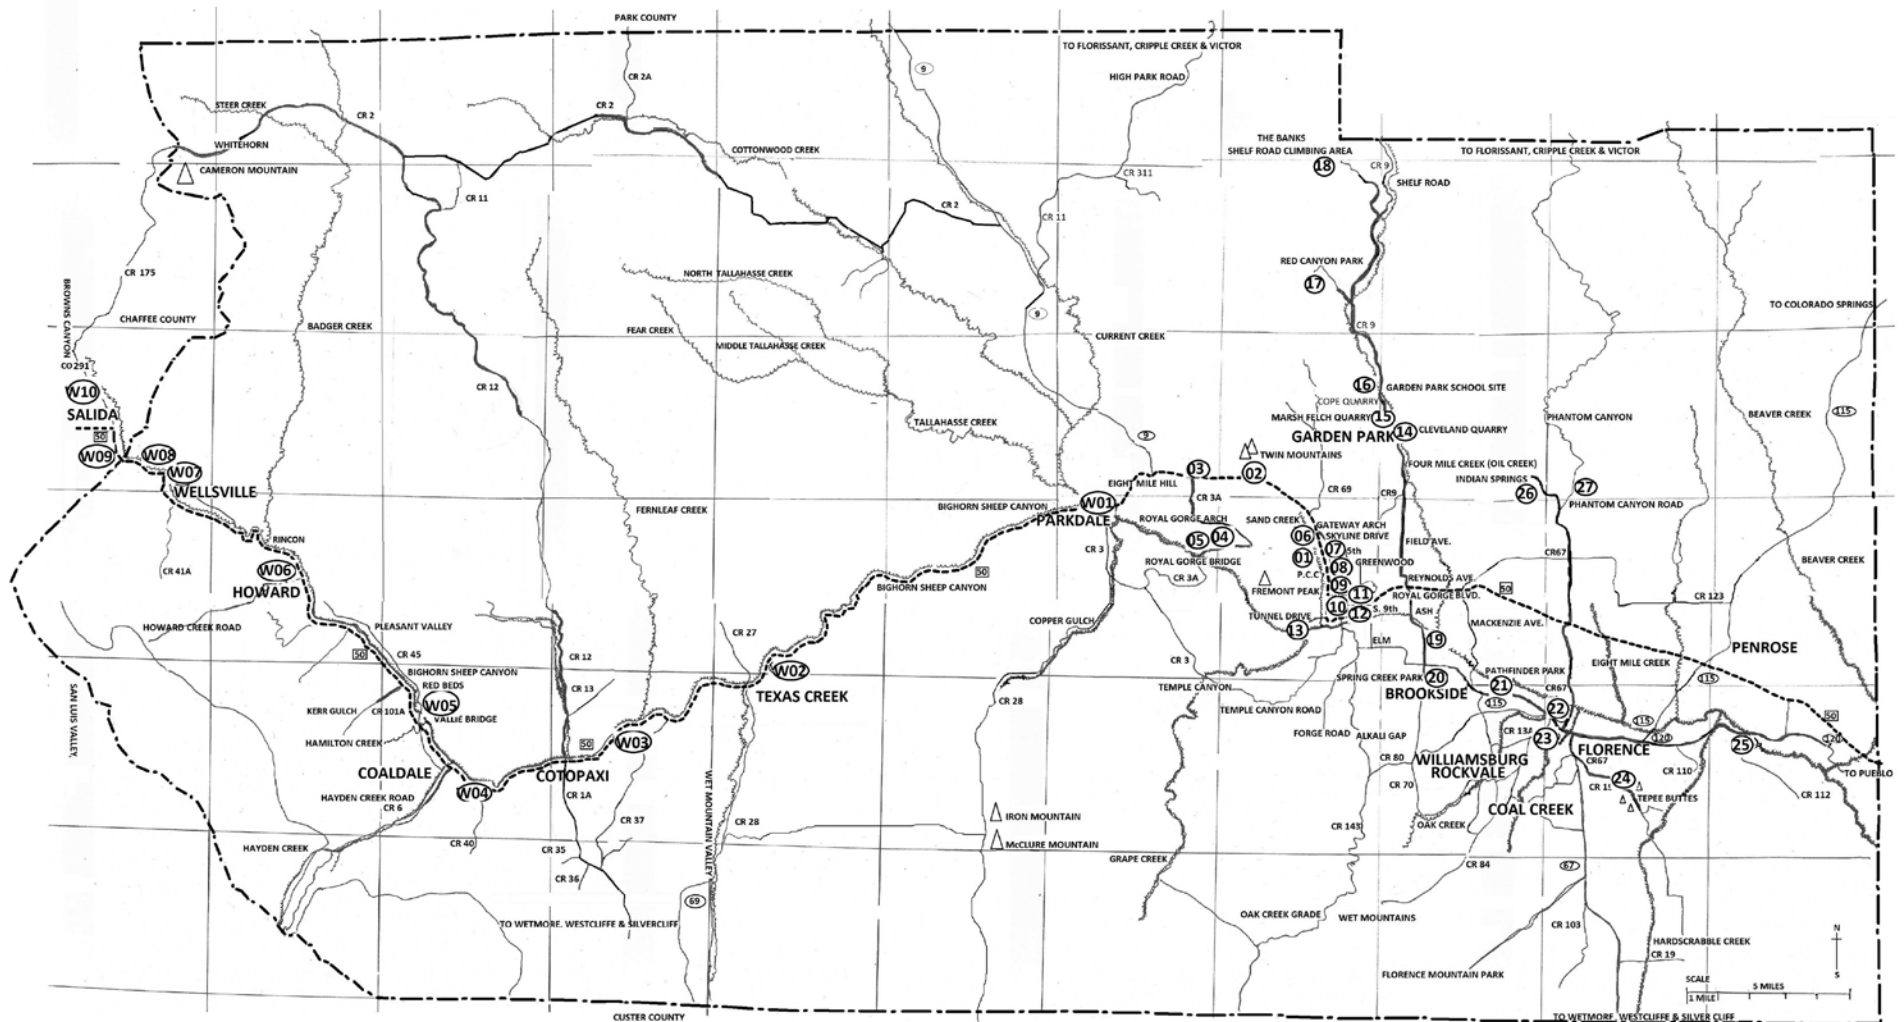 PARK COUNTY
TO FLORISSANT, CRIPPLE CREEK & VICTOR
9
HIGH PARK ROAD
CR 2A
STEER CREEK
CR 2
CR 2
WHITEHORN
COTTONWOOD CREEK
THE BANKS
SHELF ROAD CLIMBING AREA
18
CR 9
TO FLORISSANT, CRIPPLE CREEK & VICTOR
SHELF ROAD
CAMERON MOUNTAIN
CR 11
CR 311
CR 2
CR 11
CR 175
NORTH TALLAHASSE CREEK
RED CANYON PARK
17
BROWNS CANYON
CHAFFEE COUNTY
BADGER CREEK
FEAR CREEK
MIDDLE TALLAHASSE CREEK
9
CURRENT CREEK
CR 9
TO COLORADO SPRINGS
CO 291
W10
SALIDA
50
W09
W08
W07
WELLSVILLE
CR 12
TALLAHASSE CREEK
16
GARDEN PARK SCHOOL SITE
COPE QUARRY
MARSH FELCH QUARRY
15
GARDEN PARK
14
CLEVELAND QUARRY
PHANTOM CANYON
BEAVER CREEK
115
9
TWIN MOUNTAINS
03
02
EIGHT MILE HILL
FOUR MILE CREEK (OIL CREEK)
INDIAN SPRINGS
26
27
PHANTOM CANYON ROAD
FERNLEAF CREEK
BIGHORN SHEEP CANYON
W01
PARKDALE
CR 3A
CR 69
CR9
ROYAL GORGE ARCH
SAND CREEK
GATEWAY ARCH
SKYLINE DRIVE
06
05
04
07
5th
FIELD AVE.
RINCON
CR 41A
W06
HOWARD
CR 3
ROYAL GORGE BRIDGE
01
P.C.C
08
GREENWOOD
CR67
BEAVER CREEK
50
BIGHORN SHEEP CANYON
CR 3A
FREMONT PEAK
09
REYNOLDS AVE.
11
ROYAL GORGE BLVD.
50
CR 123
10
12
S. 9th
ASH
HOWARD CREEK ROAD
PLEASANT VALLEY
COPPER GULCH
TUNNEL DRIVE
13
MACKENZIE AVE.
CR 27
ELM
19
PENROSE
50
CR 45
CR 12
BIGHORN SHEEP CANYON
CR 3
EIGHT MILE CREEK
W02
TEXAS CREEK
RED BEDS
CR 13
TEMPLE CANYON
SPRING CREEK PARK
20
BROOKSIDE
PATHFINDER PARK
21
CR67
115
KERR GULCH
CR 101A
W05
VALLIE BRIDGE
CR 28
TEMPLE CANYON ROAD
115
22
115
50
SAN LUIS VALLEY.
HAMILTON CREEK
50
W03
FORGE ROAD
ALKALI GAP
CR 13A
23
FLORENCE
120
25
120
COALDALE
COTOPAXI
CR 80
WILLIAMSBURG
ROCKVALE
CR67
CR 110
TO PUEBLO
W04
CR 70
24
HAYDEN CREEK ROAD
CR 6
CR 1A
WET MOUNTAIN VALLEY
TEPEE BUTTES
CR 112
COAL CREEK
IRON MOUNTAIN
CR 37
CR 28
CR 143
OAK CREEK
HAYDEN CREEK
CR 40
CR 35
McCLURE MOUNTAIN
GRAPE CREEK
CR 84
CR 36
67
69
OAK CREEK GRADE
WET MOUNTAINS
TO WETMORE. WESTCLIFFE & SILVERCLIFF
CR 103
HARDSCRABBLE CREEK
CR 19
N
S
FLORENCE MOUNTAIN PARK
SCALE
5 MILES
1 MILE
CUSTER COUNTY
TO WETMORE, WESTCLIFFE & SILVER CLIFF